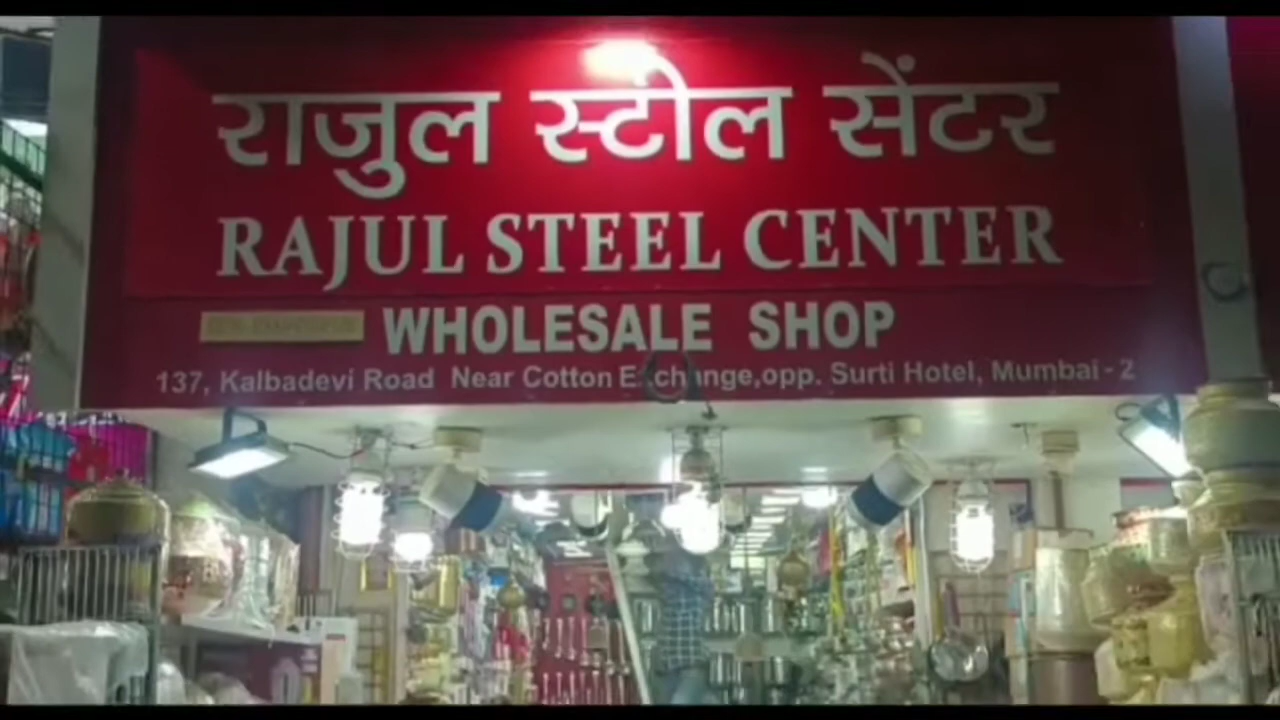 राजुल स्टील सेंटर
RAJUL STEEL CENTER
WHOLESALE SHOP
137, Kalbadevi Road Near Cotton Exchange,opp. Surti Hotel, Mumbai-2